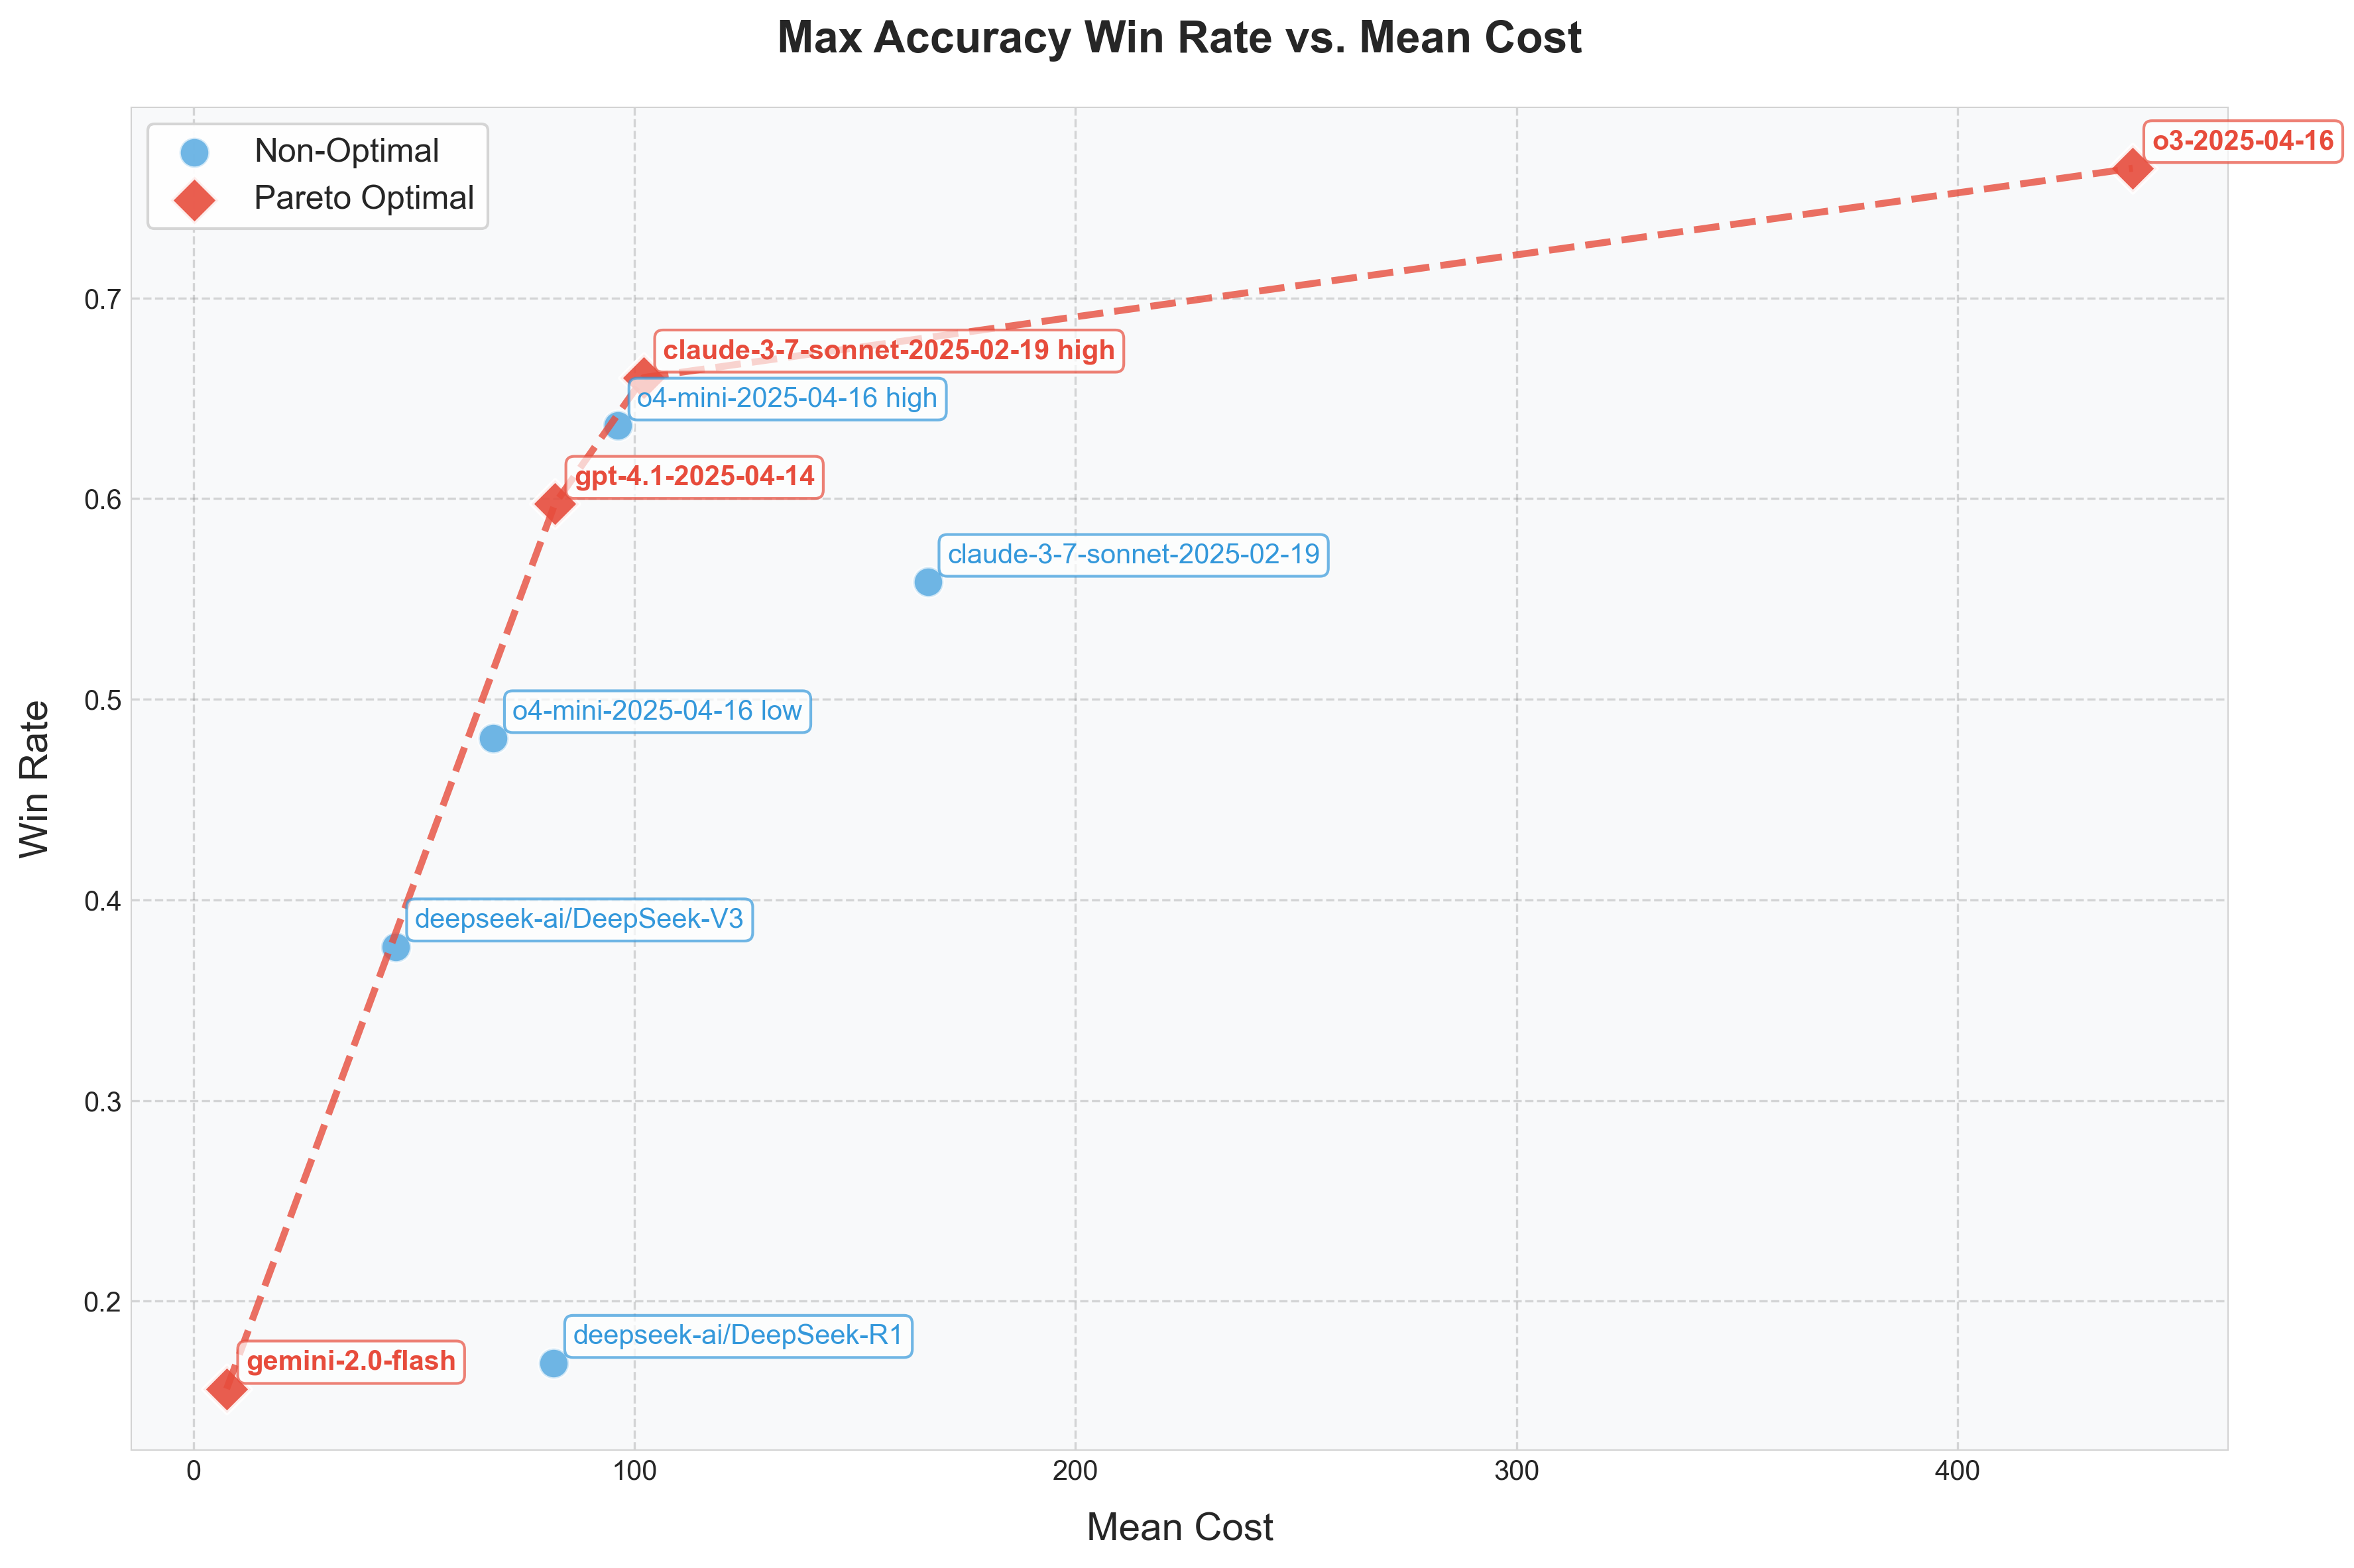 Max Accuracy Win Rate vs. Mean Cost
Non-Optimal
Pareto Optimal
o3-2025-04-16
claude-3-7-sonnet-2025-02-19 high
o4-mini-2025-04-16 high
gpt-4.1-2025-04-14
claude-3-7-sonnet-2025-02-19
o4-mini-2025-04-16 low
deepseek-ai/DeepSeek-V3
deepseek-ai/DeepSeek-R1
gemini-2.0-flash
Win Rate
0.7
0.6
0.5
0.4
0.3
0.2
0
100
200
300
400
Mean Cost